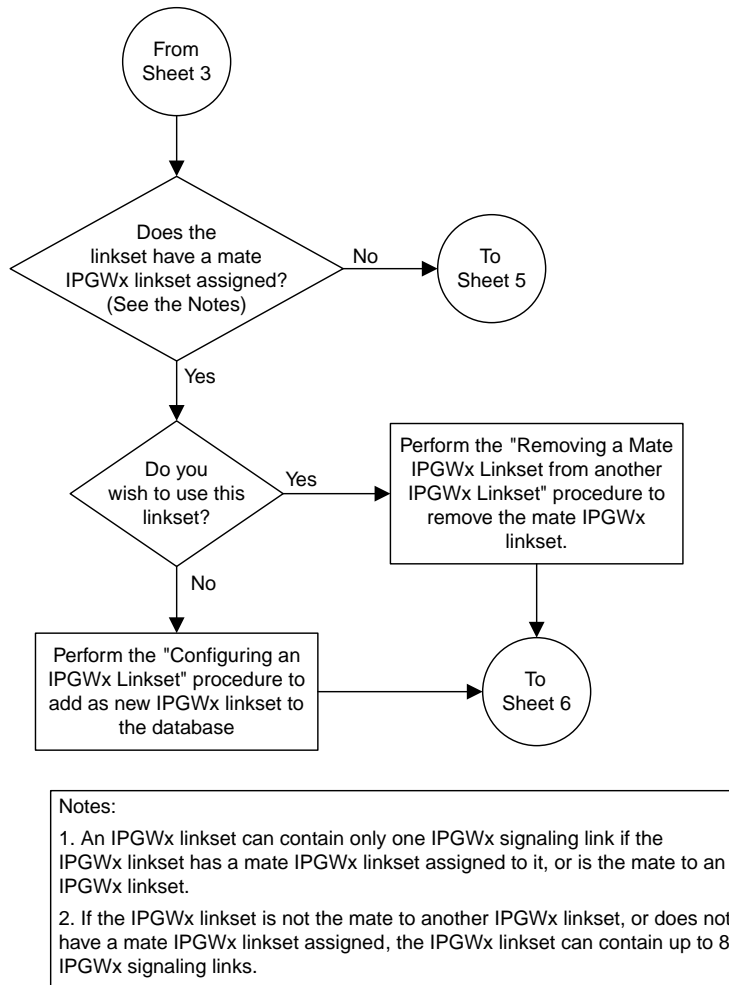 From
Sheet 3
Does the
linkset have a mate
IPGWx linkset assigned?
(See the Notes)
No
To
Sheet 5
Yes
Do you
wish to use this
linkset?
Yes
Perform the "Removing a Mate
IPGWx Linkset from another
IPGWx Linkset" procedure to
remove the mate IPGWx
linkset.
No
Perform the "Configuring an
IPGWx Linkset" procedure to
add as new IPGWx linkset to
the database
To
Sheet 6
Notes:
1. An IPGWx linkset can contain only one IPGWx signaling link if the
IPGWx linkset has a mate IPGWx linkset assigned to it, or is the mate to an
IPGWx linkset.
2. If the IPGWx linkset is not the mate to another IPGWx linkset, or does not
have a mate IPGWx linkset assigned, the IPGWx linkset can contain up to 8
IPGWx signaling links.